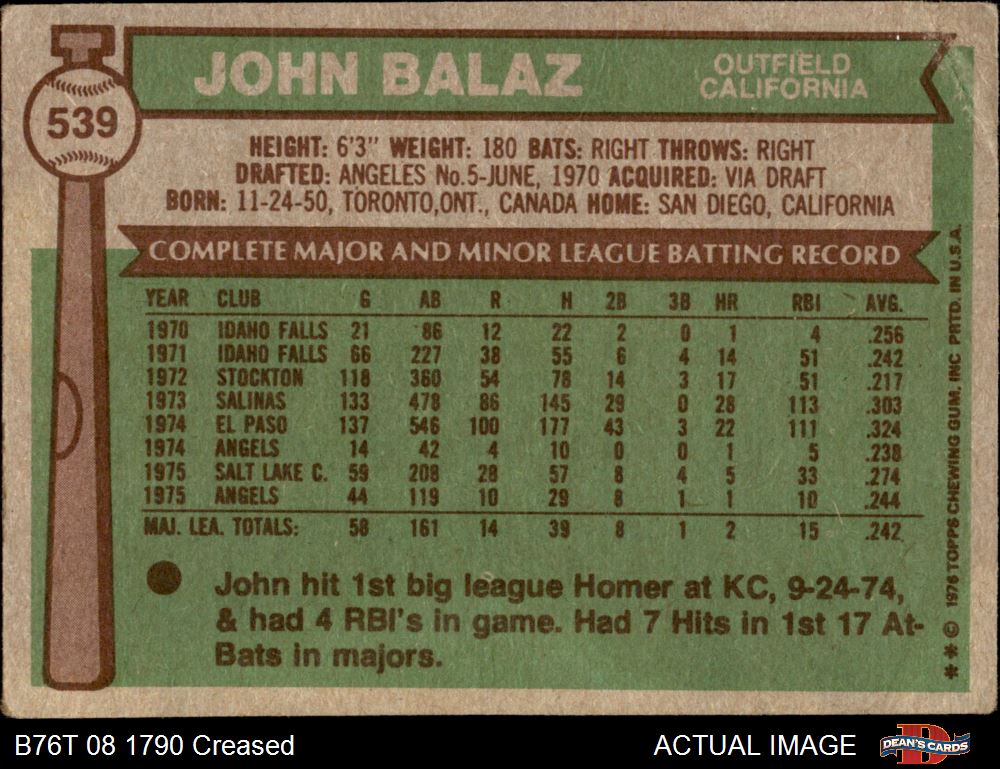 539
JOHN BALAZ
OUTFIELD
CALIFORNIA
HEIGHT: 6'3" WEIGHT: 180 BATS: RIGHT THROWS: RIGHT
DRAFTED: ANGELES No.5-JUNE, 1970 ACQUIRED: VIA DRAFT
BORN: 11-24-50, TORONTO,ONT., CANADA HOME: SAN DIEGO, CALIFORNIA
COMPLETE MAJOR AND MINOR LEAGUE BATTING RECORD
YEAR CLUB G AB R H 2B 3B HR RBI AVG.
1970 IDAHO FALLS 21 86 12 22 2 0 1 4 .256
1971 IDAHO FALLS 66 227 38 55 6 4 14 51 .242
1972 STOCKTON 118 360 54 78 14 3 17 51 .217
1973 SALINAS 133 478 86 145 29 0 28 113 .303
1974 EL PASO 137 546 100 177 43 3 22 111 .324
1974 ANGELS 14 42 4 10 0 0 1 5 .238
1975 SALT LAKE C. 59 208 28 57 8 4 5 33 .274
1975 ANGELS 44 119 10 29 8 1 1 10 .244
MAJ. LEA. TOTALS: 58 161 14 39 8 1 2 15 .242
John hit 1st big league Homer at KC, 9-24-74,
& had 4 RBI's in game. Had 7 Hits in 1st 17 At-
Bats in majors.
** © 1976 TOPPS CHEWING GUM, INC PRTD. IN U.S.A.
B76T 08 1790 Creased
ACTUAL IMAGE
DEAN'S CARDS